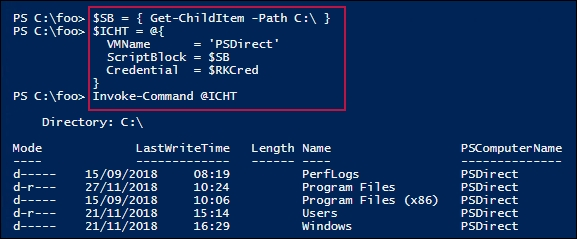 PS C:\foo> $SB = { Get-ChildItem -Path C:\ }
PS C:\foo> $ICHT = @{
VMName = 'PSDirect'
ScriptBlock = $SB
Credential = $RKCred
}
PS C:\foo> Invoke-Command @ICHT
Directory: C:\
Mode LastWriteTime Length Name PSComputerName
---- ------------- ------ ---- --------------
d----- 15/09/2018 08:19 PerfLogs PSDirect
d-r--- 27/11/2018 10:24 Program Files PSDirect
d----- 15/09/2018 10:06 Program Files (x86) PSDirect
d-r--- 21/11/2018 15:14 Users PSDirect
d----- 21/11/2018 16:29 Windows PSDirect